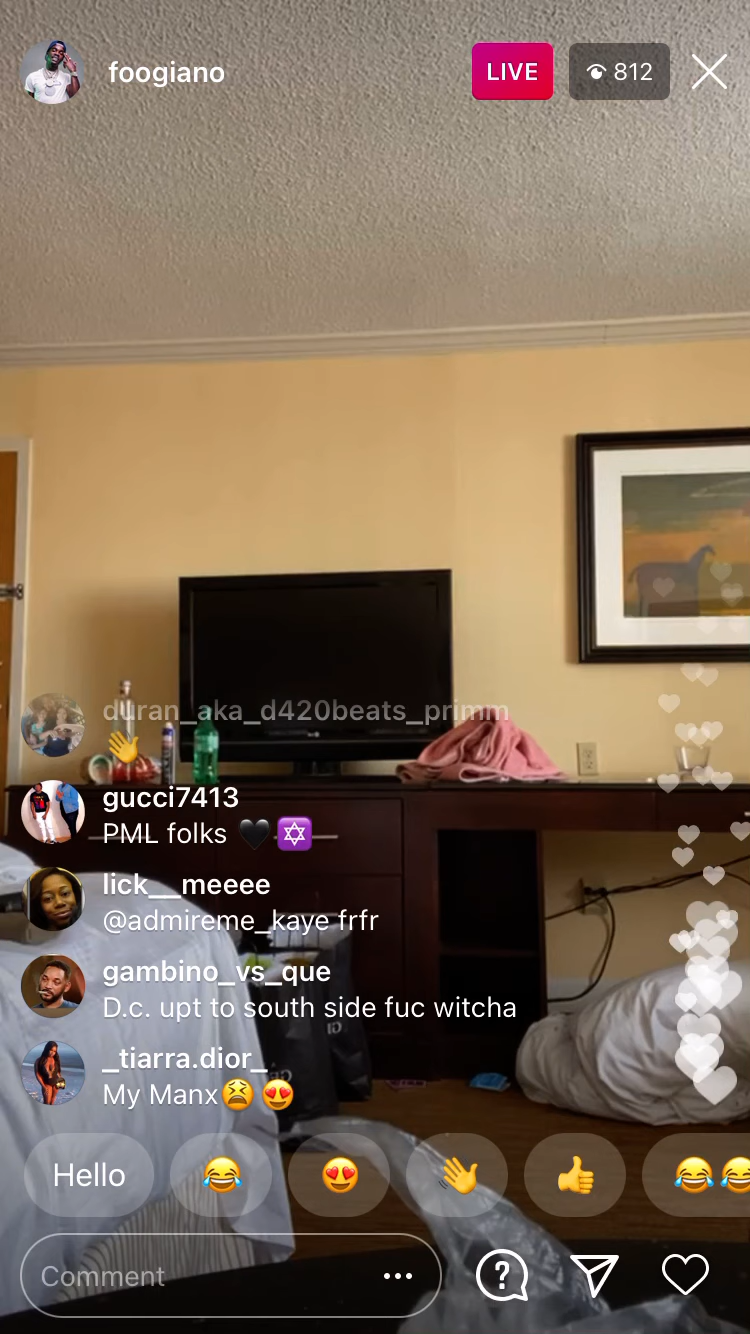 foogiano
LIVE
812
duran_aka_d420beats_primm
👋
gucci7413
PML folks 🖤🔯
lick__meeee
@admireme_kaye frfr
gambino_vs_que
D.c. upt to south side fuc witcha
_tiarra.dior_
My Manx😫😍
Hello
😂
😍
👋
👍
😂😂
Comment